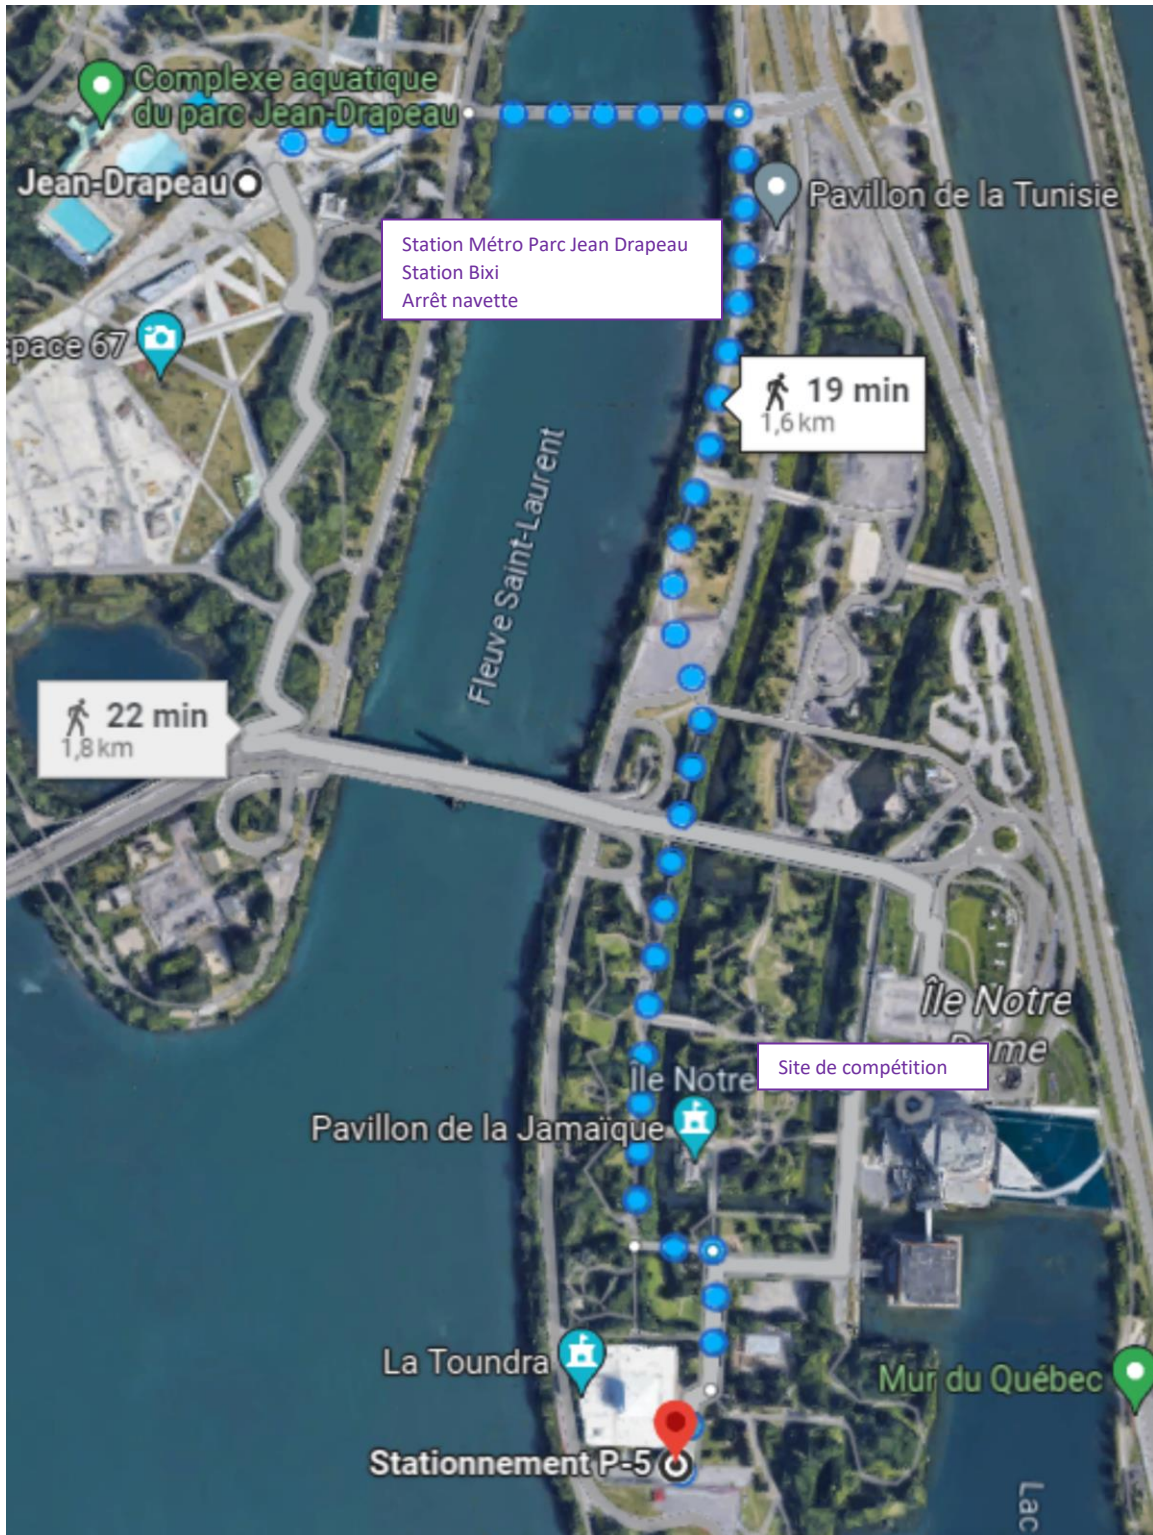 Complexe aquatique
du parc Jean-Drapeau
Jean-Drapeau
Pavillon de la Tunisie
Station Métro Parc Jean Drapeau
Station Bixi
Arrêt navette
pace 67
19 min
1,6 km
Fleuve Saint-Laurent
22 min
1,8 km
Île Notre
Dame
Site de compétition
Île Notre
Pavillon de la Jamaïque
La Toundra
Mur du Québec
Stationnement P-5
Lac